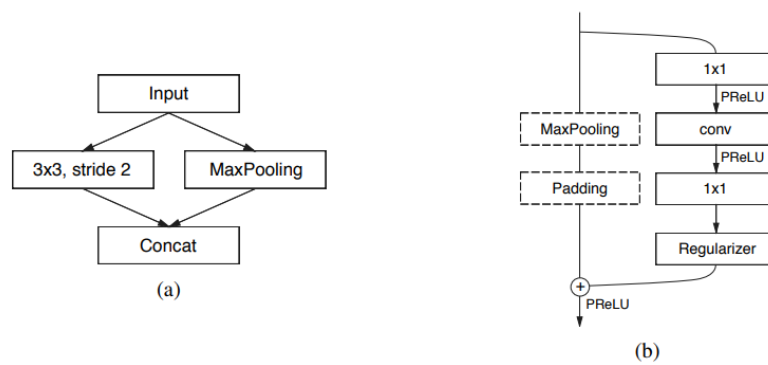 Input
3x3, stride 2
MaxPooling
Concat
(a)
1x1
PReLU
MaxPooling
conv
PReLU
Padding
1x1
Regularizer
+
PReLU
(b)